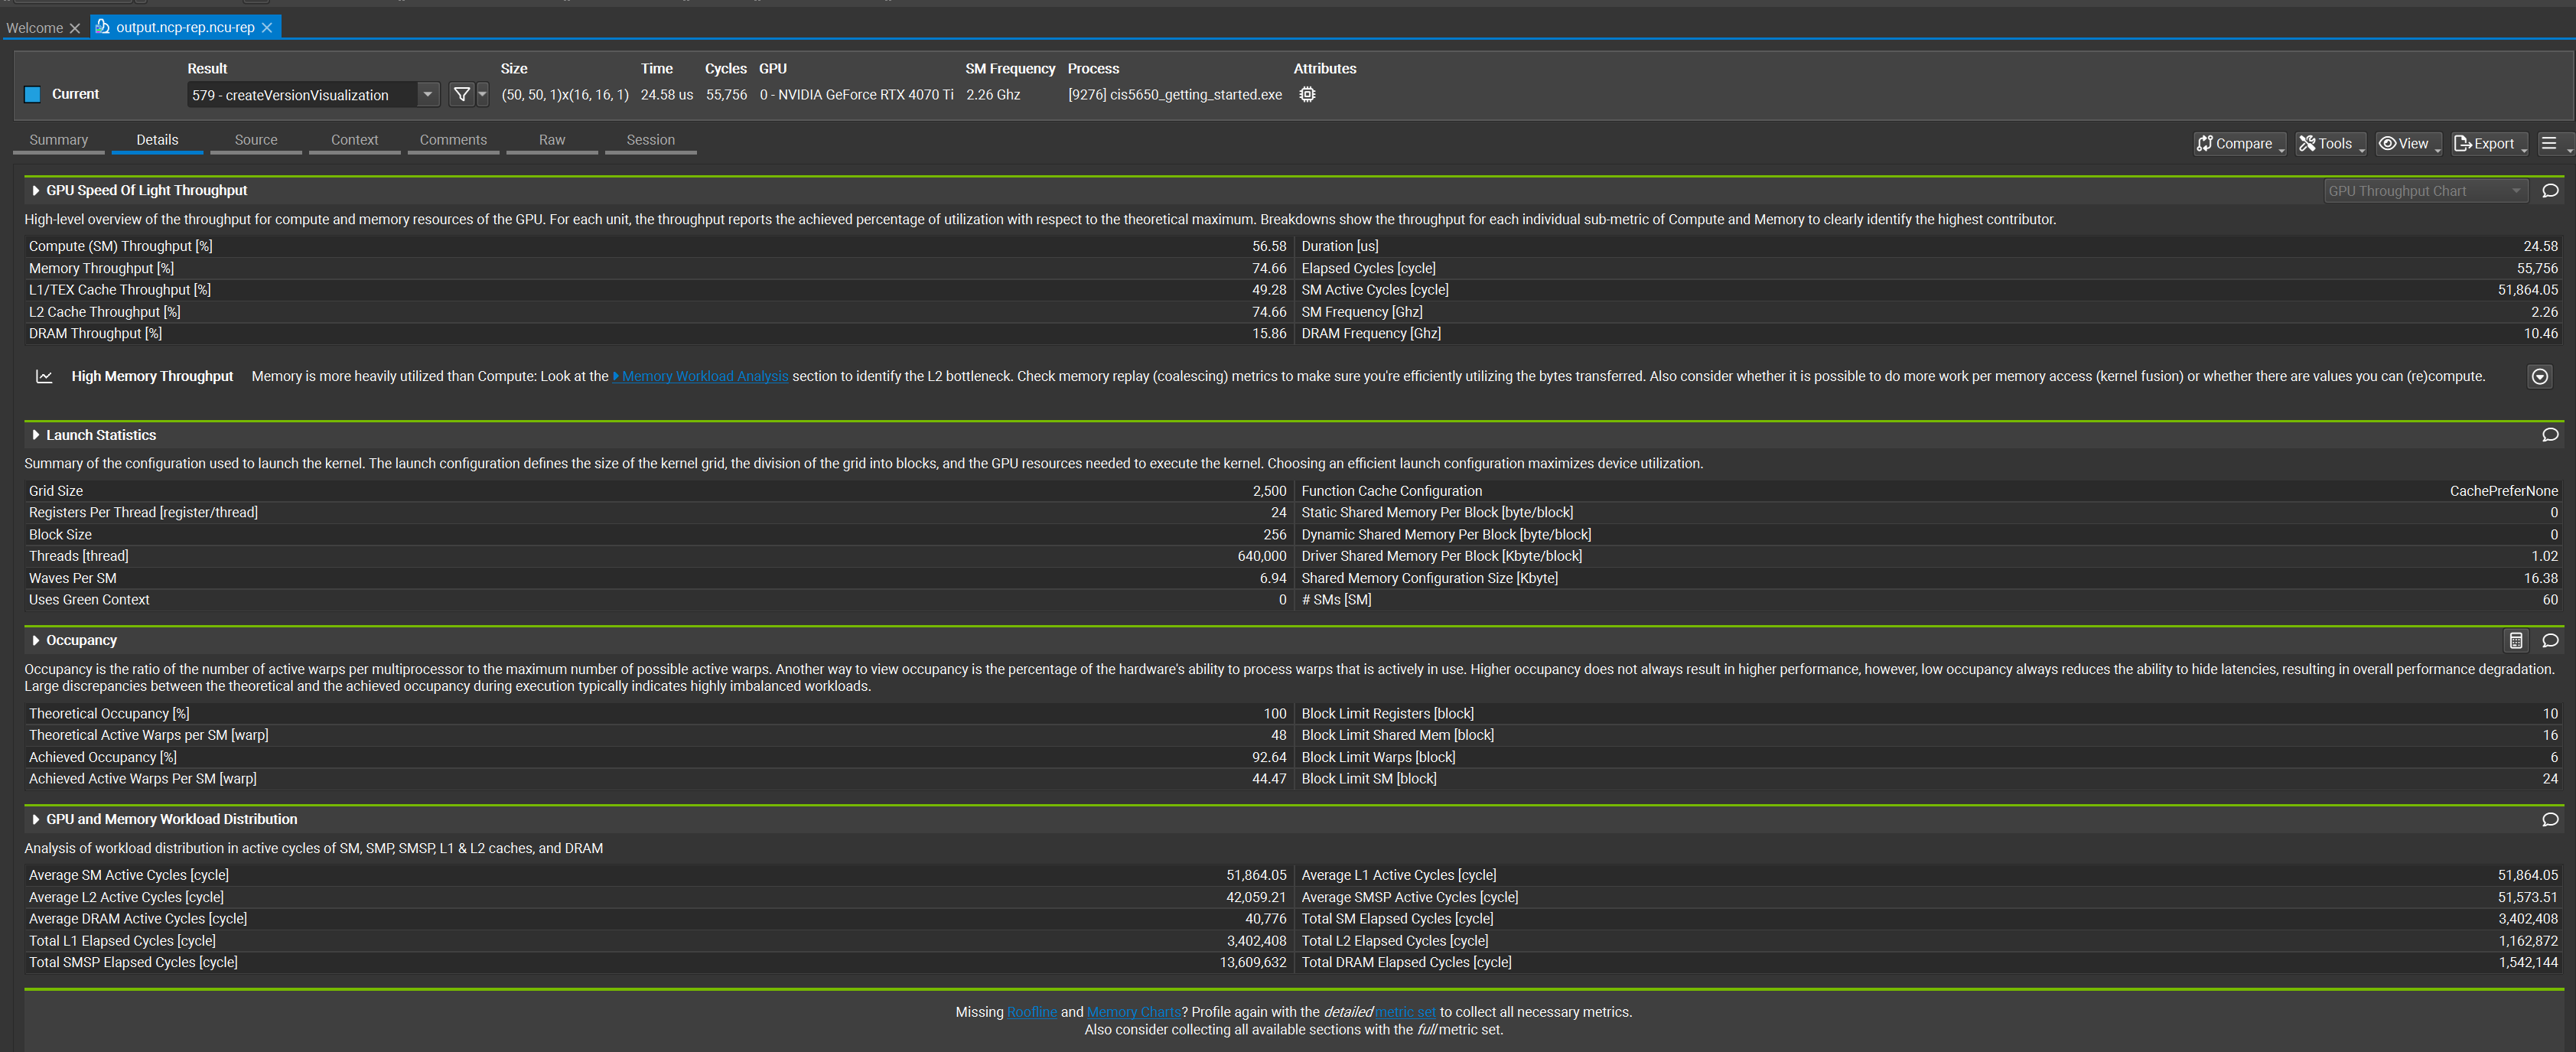 Welcome
output.ncp-rep.ncu-rep
Result Size Time Cycles GPU SM Frequency Process Attributes
Current 579 - createVersionVisualization (50, 50, 1)x(16, 16, 1) 24.58 us 55,756 0 - NVIDIA GeForce RTX 4070 Ti 2.26 Ghz [9276] cis5650_getting_started.exe
Summary Details Source Context Comments Raw Session Compare Tools View Export
GPU Speed Of Light Throughput GPU Throughput Chart
High-level overview of the throughput for compute and memory resources of the GPU. For each unit, the throughput reports the achieved percentage of utilization with respect to the theoretical maximum. Breakdowns show the throughput for each individual sub-metric of Compute and Memory to clearly identify the highest contributor.
Compute (SM) Throughput [%] 56.58 Duration [us] 24.58
Memory Throughput [%] 74.66 Elapsed Cycles [cycle] 55,756
L1/TEX Cache Throughput [%] 49.28 SM Active Cycles [cycle] 51,864.05
L2 Cache Throughput [%] 74.66 SM Frequency [Ghz] 2.26
DRAM Throughput [%] 15.86 DRAM Frequency [Ghz] 10.46
High Memory Throughput Memory is more heavily utilized than Compute: Look at the Memory Workload Analysis section to identify the L2 bottleneck. Check memory replay (coalescing) metrics to make sure you're efficiently utilizing the bytes transferred. Also consider whether it is possible to do more work per memory access (kernel fusion) or whether there are values you can (re)compute.
Launch Statistics
Summary of the configuration used to launch the kernel. The launch configuration defines the size of the kernel grid, the division of the grid into blocks, and the GPU resources needed to execute the kernel. Choosing an efficient launch configuration maximizes device utilization.
Grid Size 2,500 Function Cache Configuration CachePreferNone
Registers Per Thread [register/thread] 24 Static Shared Memory Per Block [byte/block] 0
Block Size 256 Dynamic Shared Memory Per Block [byte/block] 0
Threads [thread] 640,000 Driver Shared Memory Per Block [Kbyte/block] 1.02
Waves Per SM 6.94 Shared Memory Configuration Size [Kbyte] 16.38
Uses Green Context 0 # SMs [SM] 60
Occupancy
Occupancy is the ratio of the number of active warps per multiprocessor to the maximum number of possible active warps. Another way to view occupancy is the percentage of the hardware's ability to process warps that is actively in use. Higher occupancy does not always result in higher performance, however, low occupancy always reduces the ability to hide latencies, resulting in overall performance degradation.
Large discrepancies between the theoretical and the achieved occupancy during execution typically indicates highly imbalanced workloads.
Theoretical Occupancy [%] 100 Block Limit Registers [block] 10
Theoretical Active Warps per SM [warp] 48 Block Limit Shared Mem [block] 16
Achieved Occupancy [%] 92.64 Block Limit Warps [block] 6
Achieved Active Warps Per SM [warp] 44.47 Block Limit SM [block] 24
GPU and Memory Workload Distribution
Analysis of workload distribution in active cycles of SM, SMP, SMSP, L1 & L2 caches, and DRAM
Average SM Active Cycles [cycle] 51,864.05 Average L1 Active Cycles [cycle] 51,864.05
Average L2 Active Cycles [cycle] 42,059.21 Average SMSP Active Cycles [cycle] 51,573.51
Average DRAM Active Cycles [cycle] 40,776 Total SM Elapsed Cycles [cycle] 3,402,408
Total L1 Elapsed Cycles [cycle] 3,402,408 Total L2 Elapsed Cycles [cycle] 1,162,872
Total SMSP Elapsed Cycles [cycle] 13,609,632 Total DRAM Elapsed Cycles [cycle] 1,542,144
Missing Roofline and Memory Charts? Profile again with the detailed metric set to collect all necessary metrics.
Also consider collecting all available sections with the full metric set.